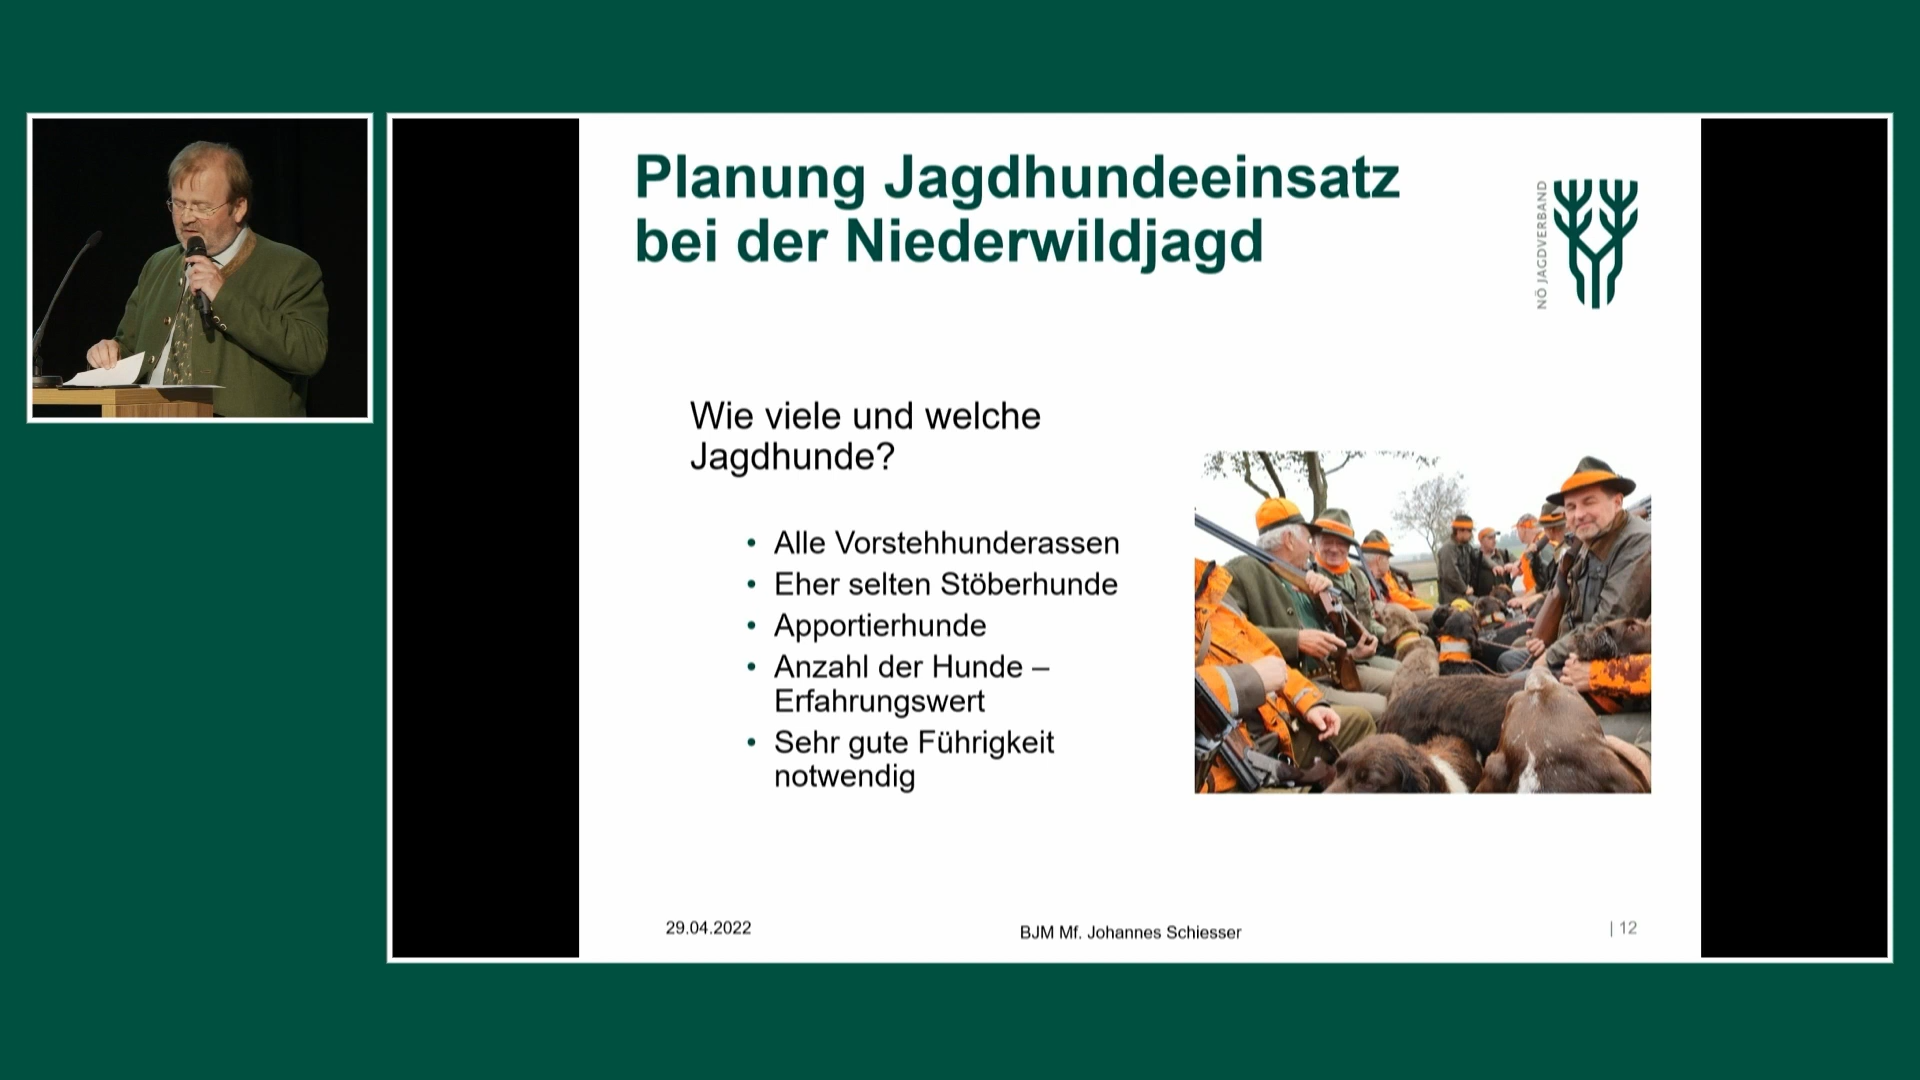 Planung Jagdhundeeinsatz
bei der Niederwildjagd
NÖ JAGDVERBAND
Wie viele und welche
Jagdhunde?
• Alle Vorstehhunderassen
• Eher selten Stöberhunde
• Apportierhunde
• Anzahl der Hunde –
Erfahrungswert
• Sehr gute Führigkeit
notwendig
29.04.2022
BJM Mf. Johannes Schiesser
| 12